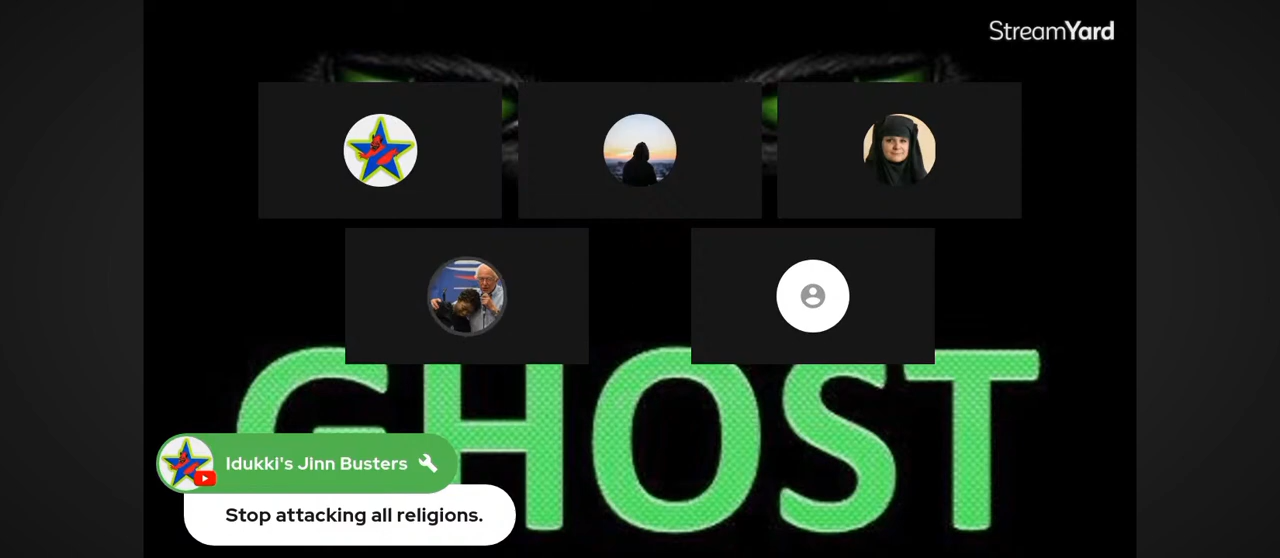 StreamYard
GHOST
Idukki's Jinn Busters
Stop attacking all religions.